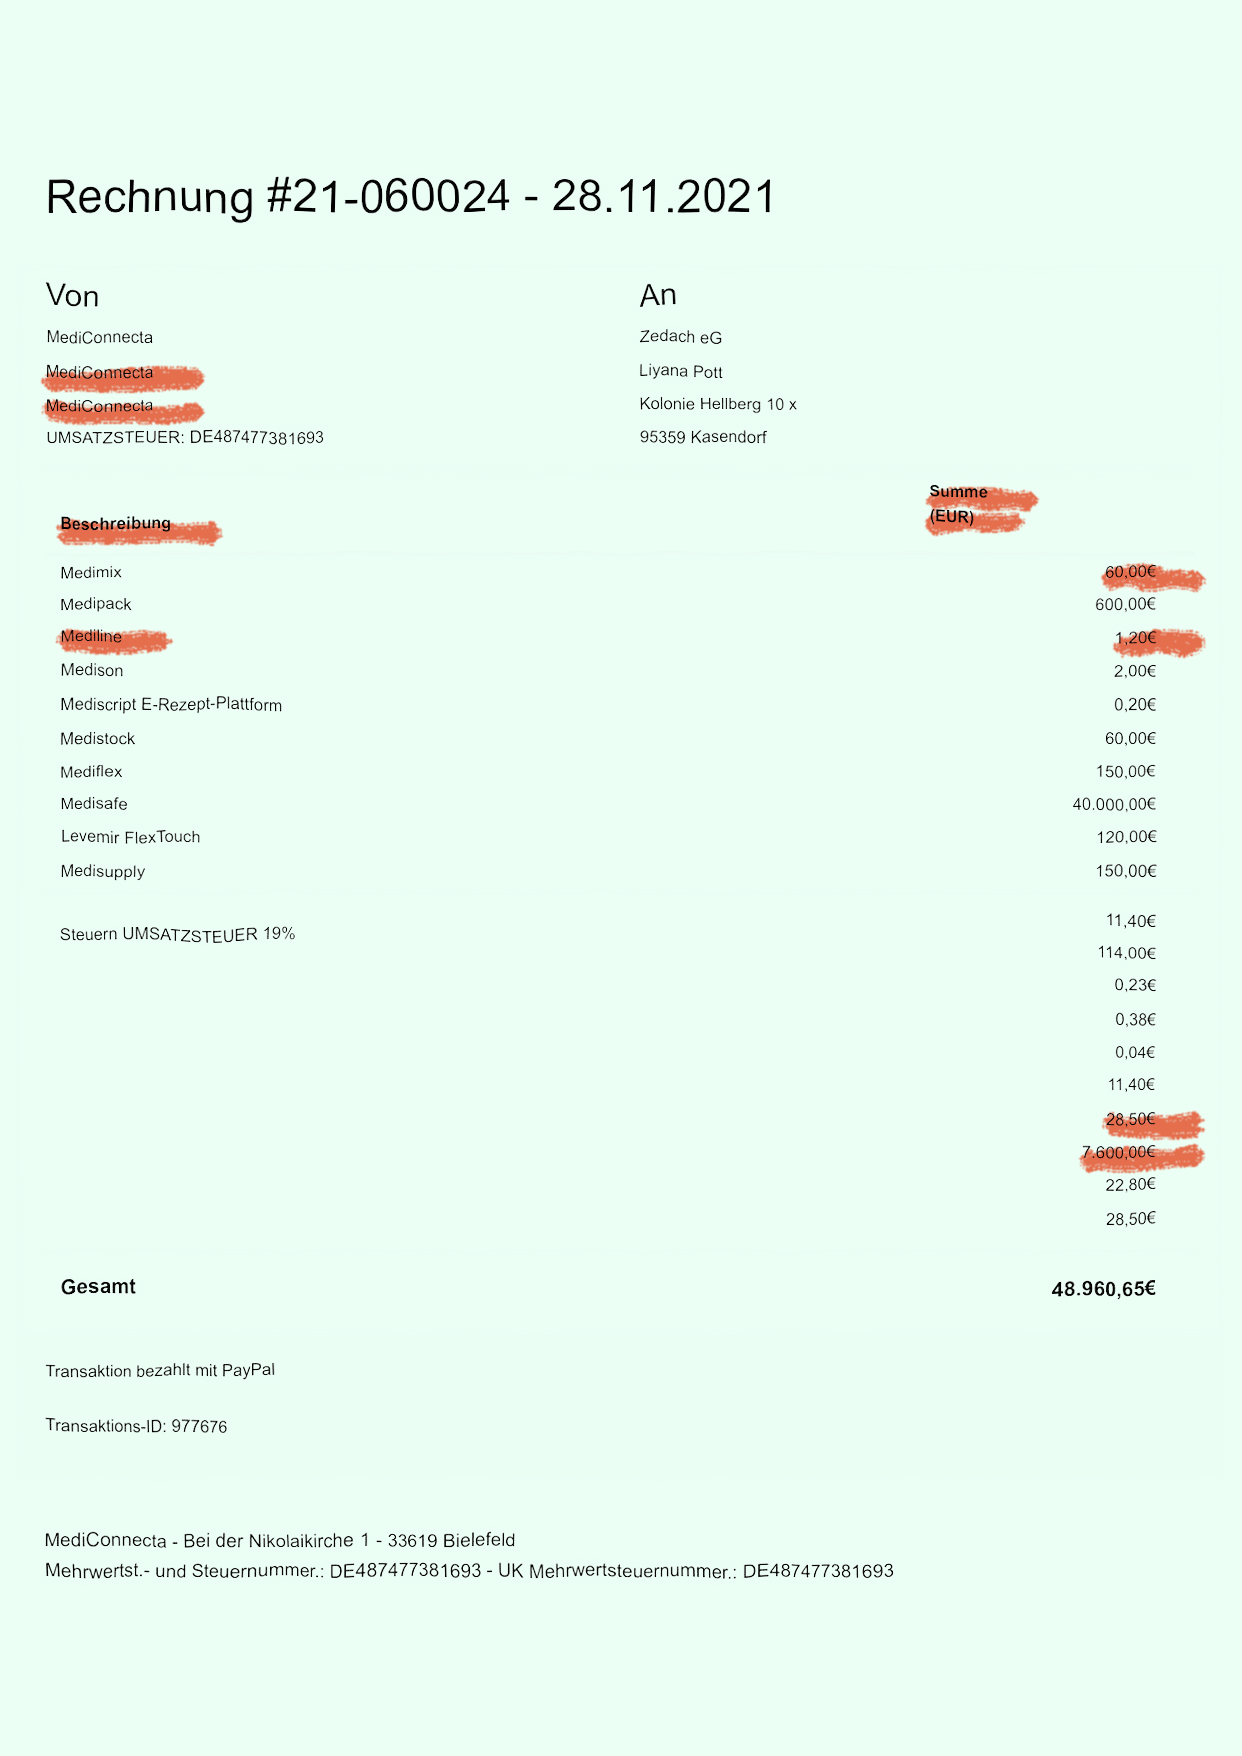 Rechnung #21-060024 - 28.11.2021
Von
MediConnecta
MediConnecta
MediConnecta
UMSATZSTEUER: DE487477381693
An
Zedach eG
Liyana Pott
Kolonie Hellberg 10 x
95359 Kasendorf
Beschreibung
Summe
(EUR)
Medimix 60,00€
Medipack 600,00€
Mediline 1,20€
Medison 2,00€
Mediscript E-Rezept-Plattform 0,20€
Medistock 60,00€
Mediflex 150,00€
Medisafe 40.000,00€
Levemir FlexTouch 120,00€
Medisupply 150,00€
Steuern UMSATZSTEUER 19%
11,40€
114,00€
0,23€
0,38€
0,04€
11,40€
28,50€
7.600,00€
22,80€
28,50€
Gesamt 48.960,65€
Transaktion bezahlt mit PayPal
Transaktions-ID: 977676
MediConnecta - Bei der Nikolaikirche 1 - 33619 Bielefeld
Mehrwertst.- und Steuernummer.: DE487477381693 - UK Mehrwertsteuernummer.: DE487477381693